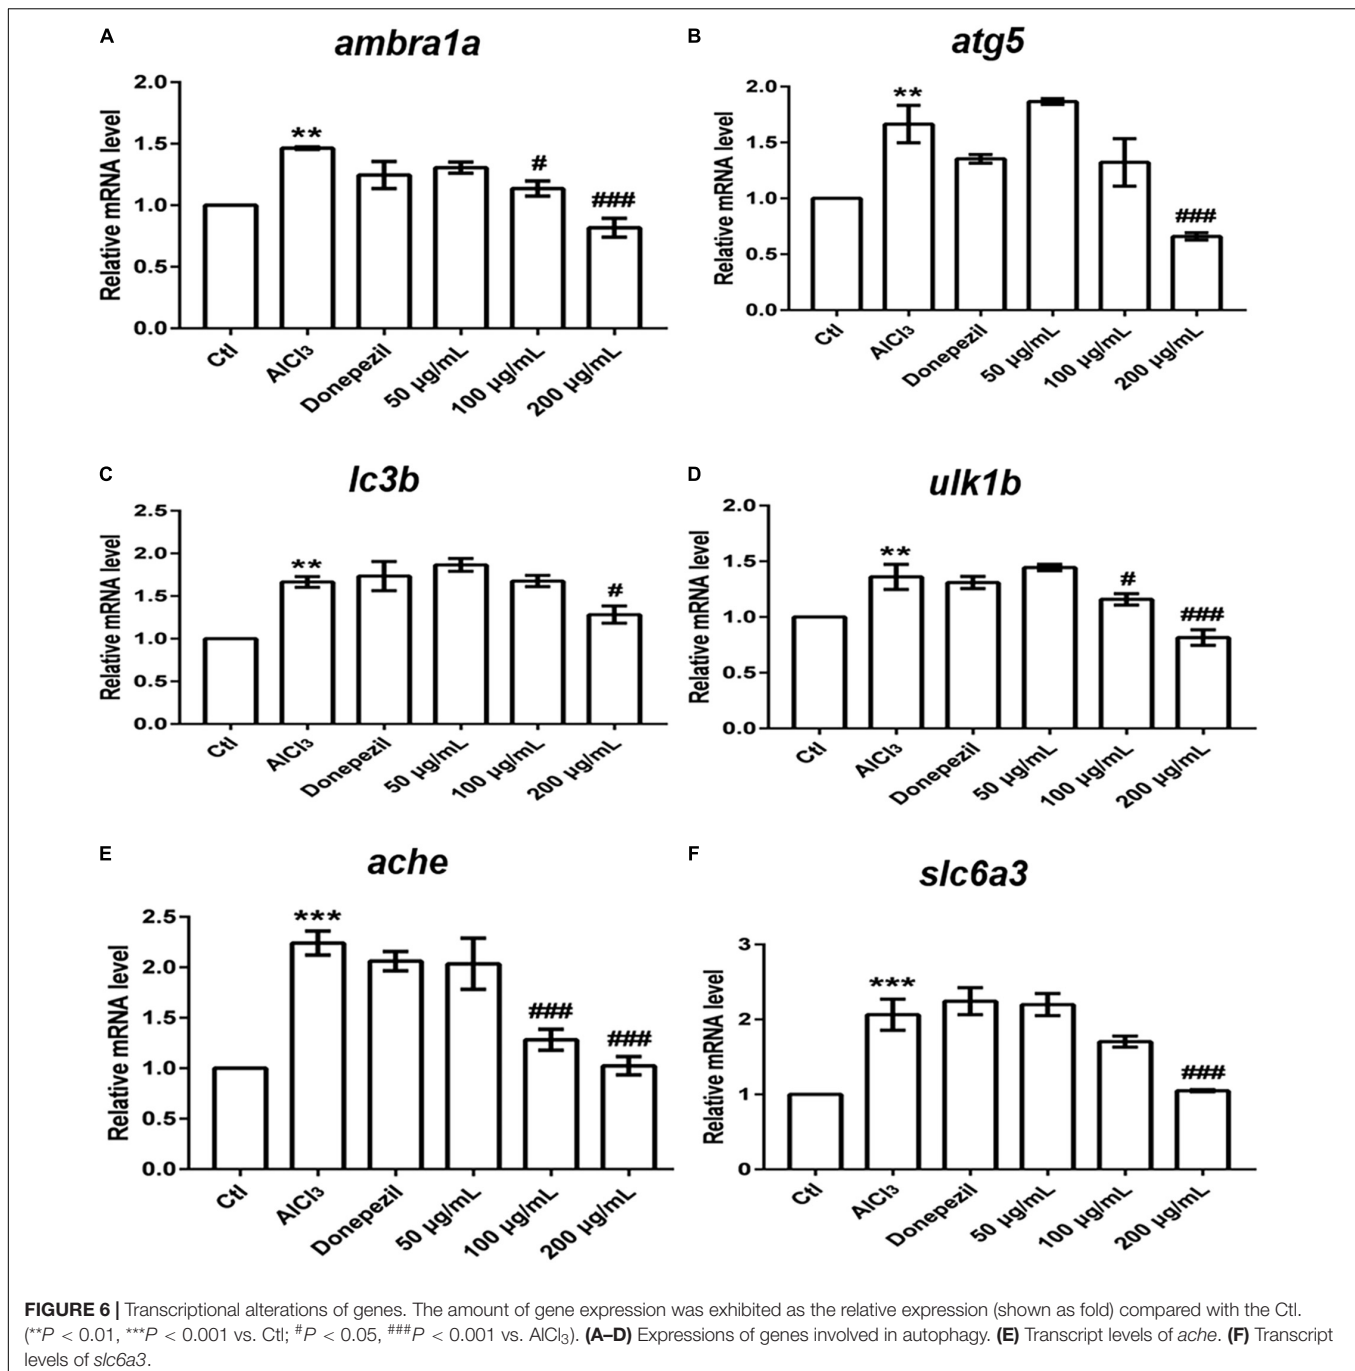 A
ambra1a
Relative mRNA level
2.0
**
1.5
#
###
1.0
0.5
0.0
Ctl
AlCl3
Donepezil
50 µg/mL
100 µg/mL
200 µg/mL
B
atg5
Relative mRNA level
2.0
**
1.5
###
1.0
0.5
0.0
Ctl
AlCl3
Donepezil
50 µg/mL
100 µg/mL
200 µg/mL
C
lc3b
Relative mRNA level
2.5
2.0
**
#
1.5
1.0
0.5
0.0
Ctl
AlCl3
Donepezil
50 µg/mL
100 µg/mL
200 µg/mL
D
ulk1b
Relative mRNA level
2.0
**
1.5
#
###
1.0
0.5
0.0
Ctl
AlCl3
Donepezil
50 µg/mL
100 µg/mL
200 µg/mL
E
ache
Relative mRNA level
2.5
***
2.0
###
###
1.5
1.0
0.5
0.0
Ctl
AlCl3
Donepezil
50 µg/mL
100 µg/mL
200 µg/mL
F
slc6a3
Relative mRNA level
3
***
2
###
1
0
Ctl
AlCl3
Donepezil
50 µg/mL
100 µg/mL
200 µg/mL
FIGURE 6 | Transcriptional alterations of genes. The amount of gene expression was exhibited as the relative expression (shown as fold) compared with the Ctl.
(**P < 0.01, ***P < 0.001 vs. Ctl; #P < 0.05, ###P < 0.001 vs. AlCl3). (A–D) Expressions of genes involved in autophagy. (E) Transcript levels of ache. (F) Transcript
levels of slc6a3.